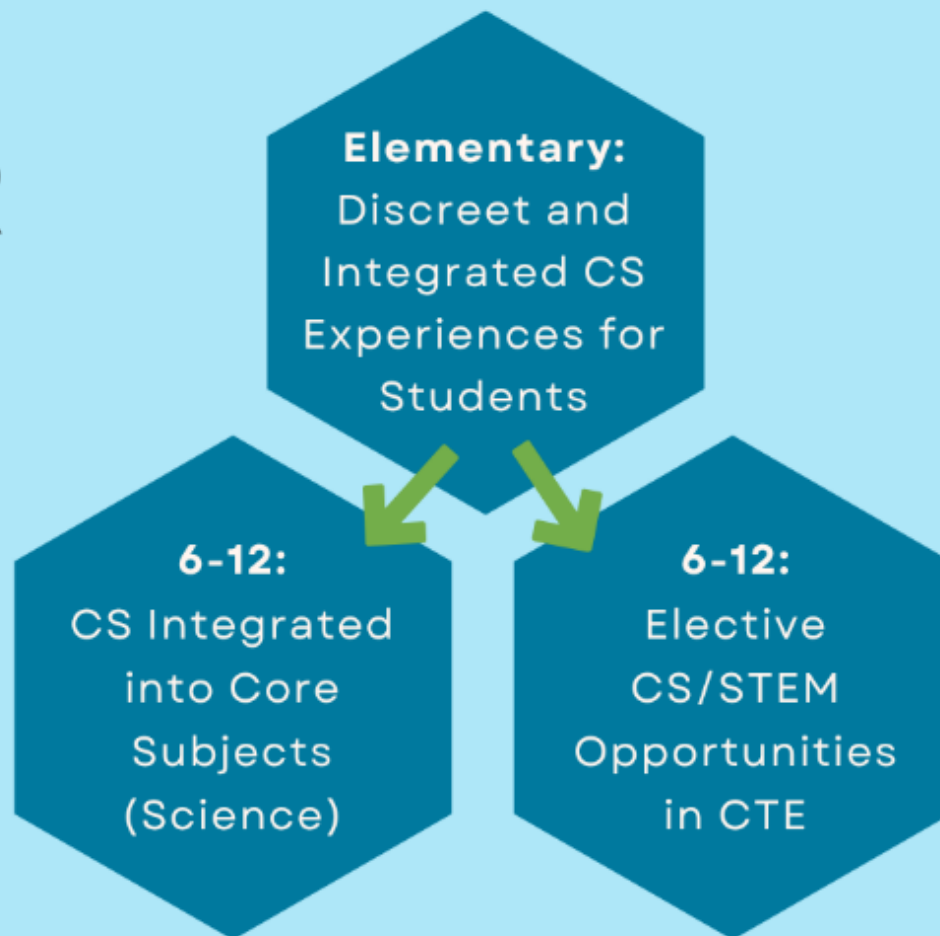 Elementary:
Discreet and
Integrated CS
Experiences for
Students
6-12:
CS Integrated
into Core
Subjects
(Science)
6-12:
Elective
CS/STEM
Opportunities
in CTE